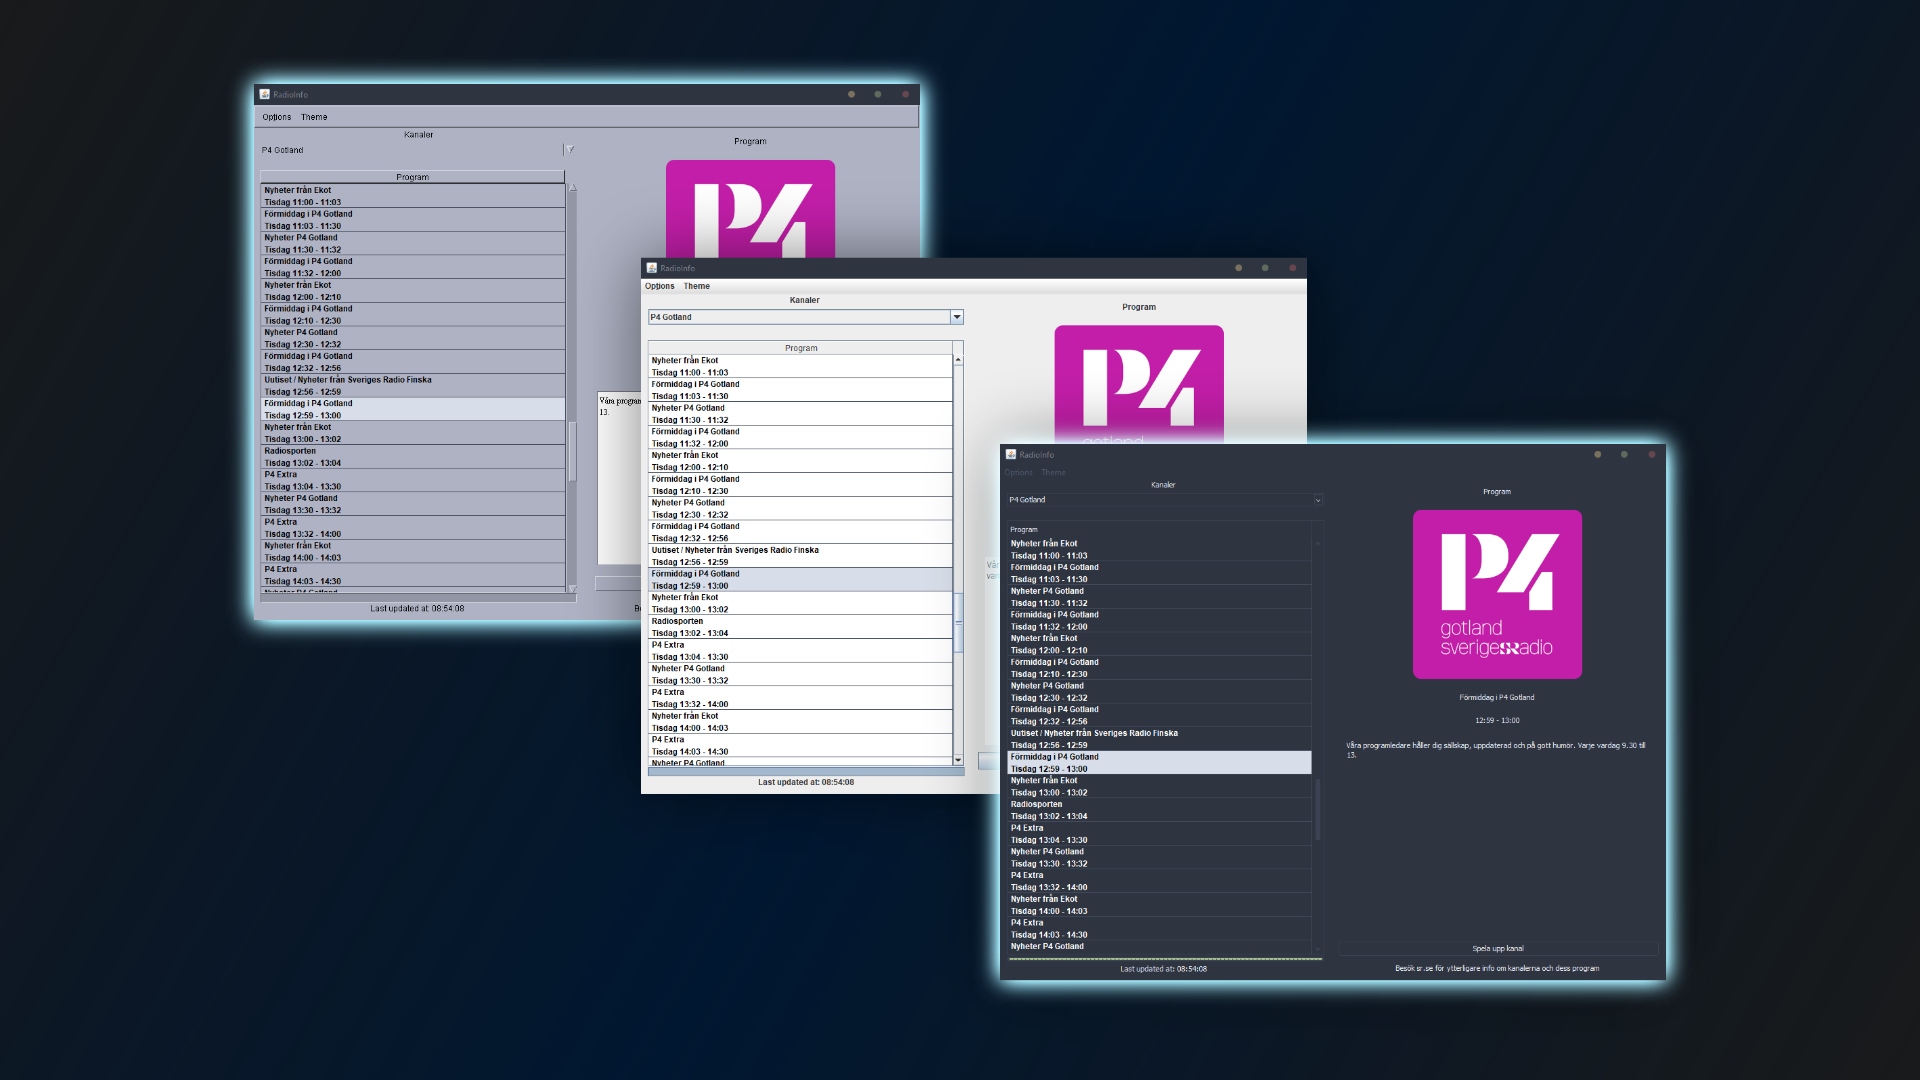 RadioInfo
Options Theme
Kanaler
P4 Gotland
Program
Nyheter från Ekot
Tisdag 11:00 - 11:03
Förmiddag i P4 Gotland
Tisdag 11:03 - 11:30
Nyheter P4 Gotland
Tisdag 11:30 - 11:32
Förmiddag i P4 Gotland
Tisdag 11:32 - 12:00
Nyheter från Ekot
Tisdag 12:00 - 12:10
Förmiddag i P4 Gotland
Tisdag 12:10 - 12:30
Nyheter P4 Gotland
Tisdag 12:30 - 12:32
Förmiddag i P4 Gotland
Tisdag 12:32 - 12:56
Uutiset / Nyheter från Sveriges Radio Finska
Tisdag 12:56 - 12:59
Förmiddag i P4 Gotland
Tisdag 12:59 - 13:00
Nyheter från Ekot
Tisdag 13:00 - 13:02
Radiosporten
Tisdag 13:02 - 13:04
P4 Extra
Tisdag 13:04 - 13:30
Nyheter P4 Gotland
Tisdag 13:30 - 13:32
P4 Extra
Tisdag 13:32 - 14:00
Nyheter från Ekot
Tisdag 14:00 - 14:03
P4 Extra
Tisdag 14:03 - 14:30
Nyheter P4 Gotland
Last updated at: 08:54:08
Program
P4
Våra program
13.
RadioInfo
Options Theme
Kanaler
P4 Gotland
Program
Nyheter från Ekot
Tisdag 11:00 - 11:03
Förmiddag i P4 Gotland
Tisdag 11:03 - 11:30
Nyheter P4 Gotland
Tisdag 11:30 - 11:32
Förmiddag i P4 Gotland
Tisdag 11:32 - 12:00
Nyheter från Ekot
Tisdag 12:00 - 12:10
Förmiddag i P4 Gotland
Tisdag 12:10 - 12:30
Nyheter P4 Gotland
Tisdag 12:30 - 12:32
Förmiddag i P4 Gotland
Tisdag 12:32 - 12:56
Uutiset / Nyheter från Sveriges Radio Finska
Tisdag 12:56 - 12:59
Förmiddag i P4 Gotland
Tisdag 12:59 - 13:00
Nyheter från Ekot
Tisdag 13:00 - 13:02
Radiosporten
Tisdag 13:02 - 13:04
P4 Extra
Tisdag 13:04 - 13:30
Nyheter P4 Gotland
Tisdag 13:30 - 13:32
P4 Extra
Tisdag 13:32 - 14:00
Nyheter från Ekot
Tisdag 14:00 - 14:03
P4 Extra
Tisdag 14:03 - 14:30
Nyheter P4 Gotland
Last updated at: 08:54:08
Program
P4
gotland
RadioInfo
Options Theme
Kanaler
P4 Gotland
Program
Nyheter från Ekot
Tisdag 11:00 - 11:03
Förmiddag i P4 Gotland
Tisdag 11:03 - 11:30
Nyheter P4 Gotland
Tisdag 11:30 - 11:32
Förmiddag i P4 Gotland
Tisdag 11:32 - 12:00
Nyheter från Ekot
Tisdag 12:00 - 12:10
Förmiddag i P4 Gotland
Tisdag 12:10 - 12:30
Nyheter P4 Gotland
Tisdag 12:30 - 12:32
Förmiddag i P4 Gotland
Tisdag 12:32 - 12:56
Uutiset / Nyheter från Sveriges Radio Finska
Tisdag 12:56 - 12:59
Förmiddag i P4 Gotland
Tisdag 12:59 - 13:00
Nyheter från Ekot
Tisdag 13:00 - 13:02
Radiosporten
Tisdag 13:02 - 13:04
P4 Extra
Tisdag 13:04 - 13:30
Nyheter P4 Gotland
Tisdag 13:30 - 13:32
P4 Extra
Tisdag 13:32 - 14:00
Nyheter från Ekot
Tisdag 14:00 - 14:03
P4 Extra
Tisdag 14:03 - 14:30
Nyheter P4 Gotland
Last updated at: 08:54:08
Program
P4
gotland
sverigesRadio
Förmiddag i P4 Gotland
12:59 - 13:00
Våra programledare håller dig sällskap, uppdaterad och på gott humör. Varje vardag 9.30 till
13.
Spela upp kanal
Besök sr.se för ytterligare info om kanalerna och dess program